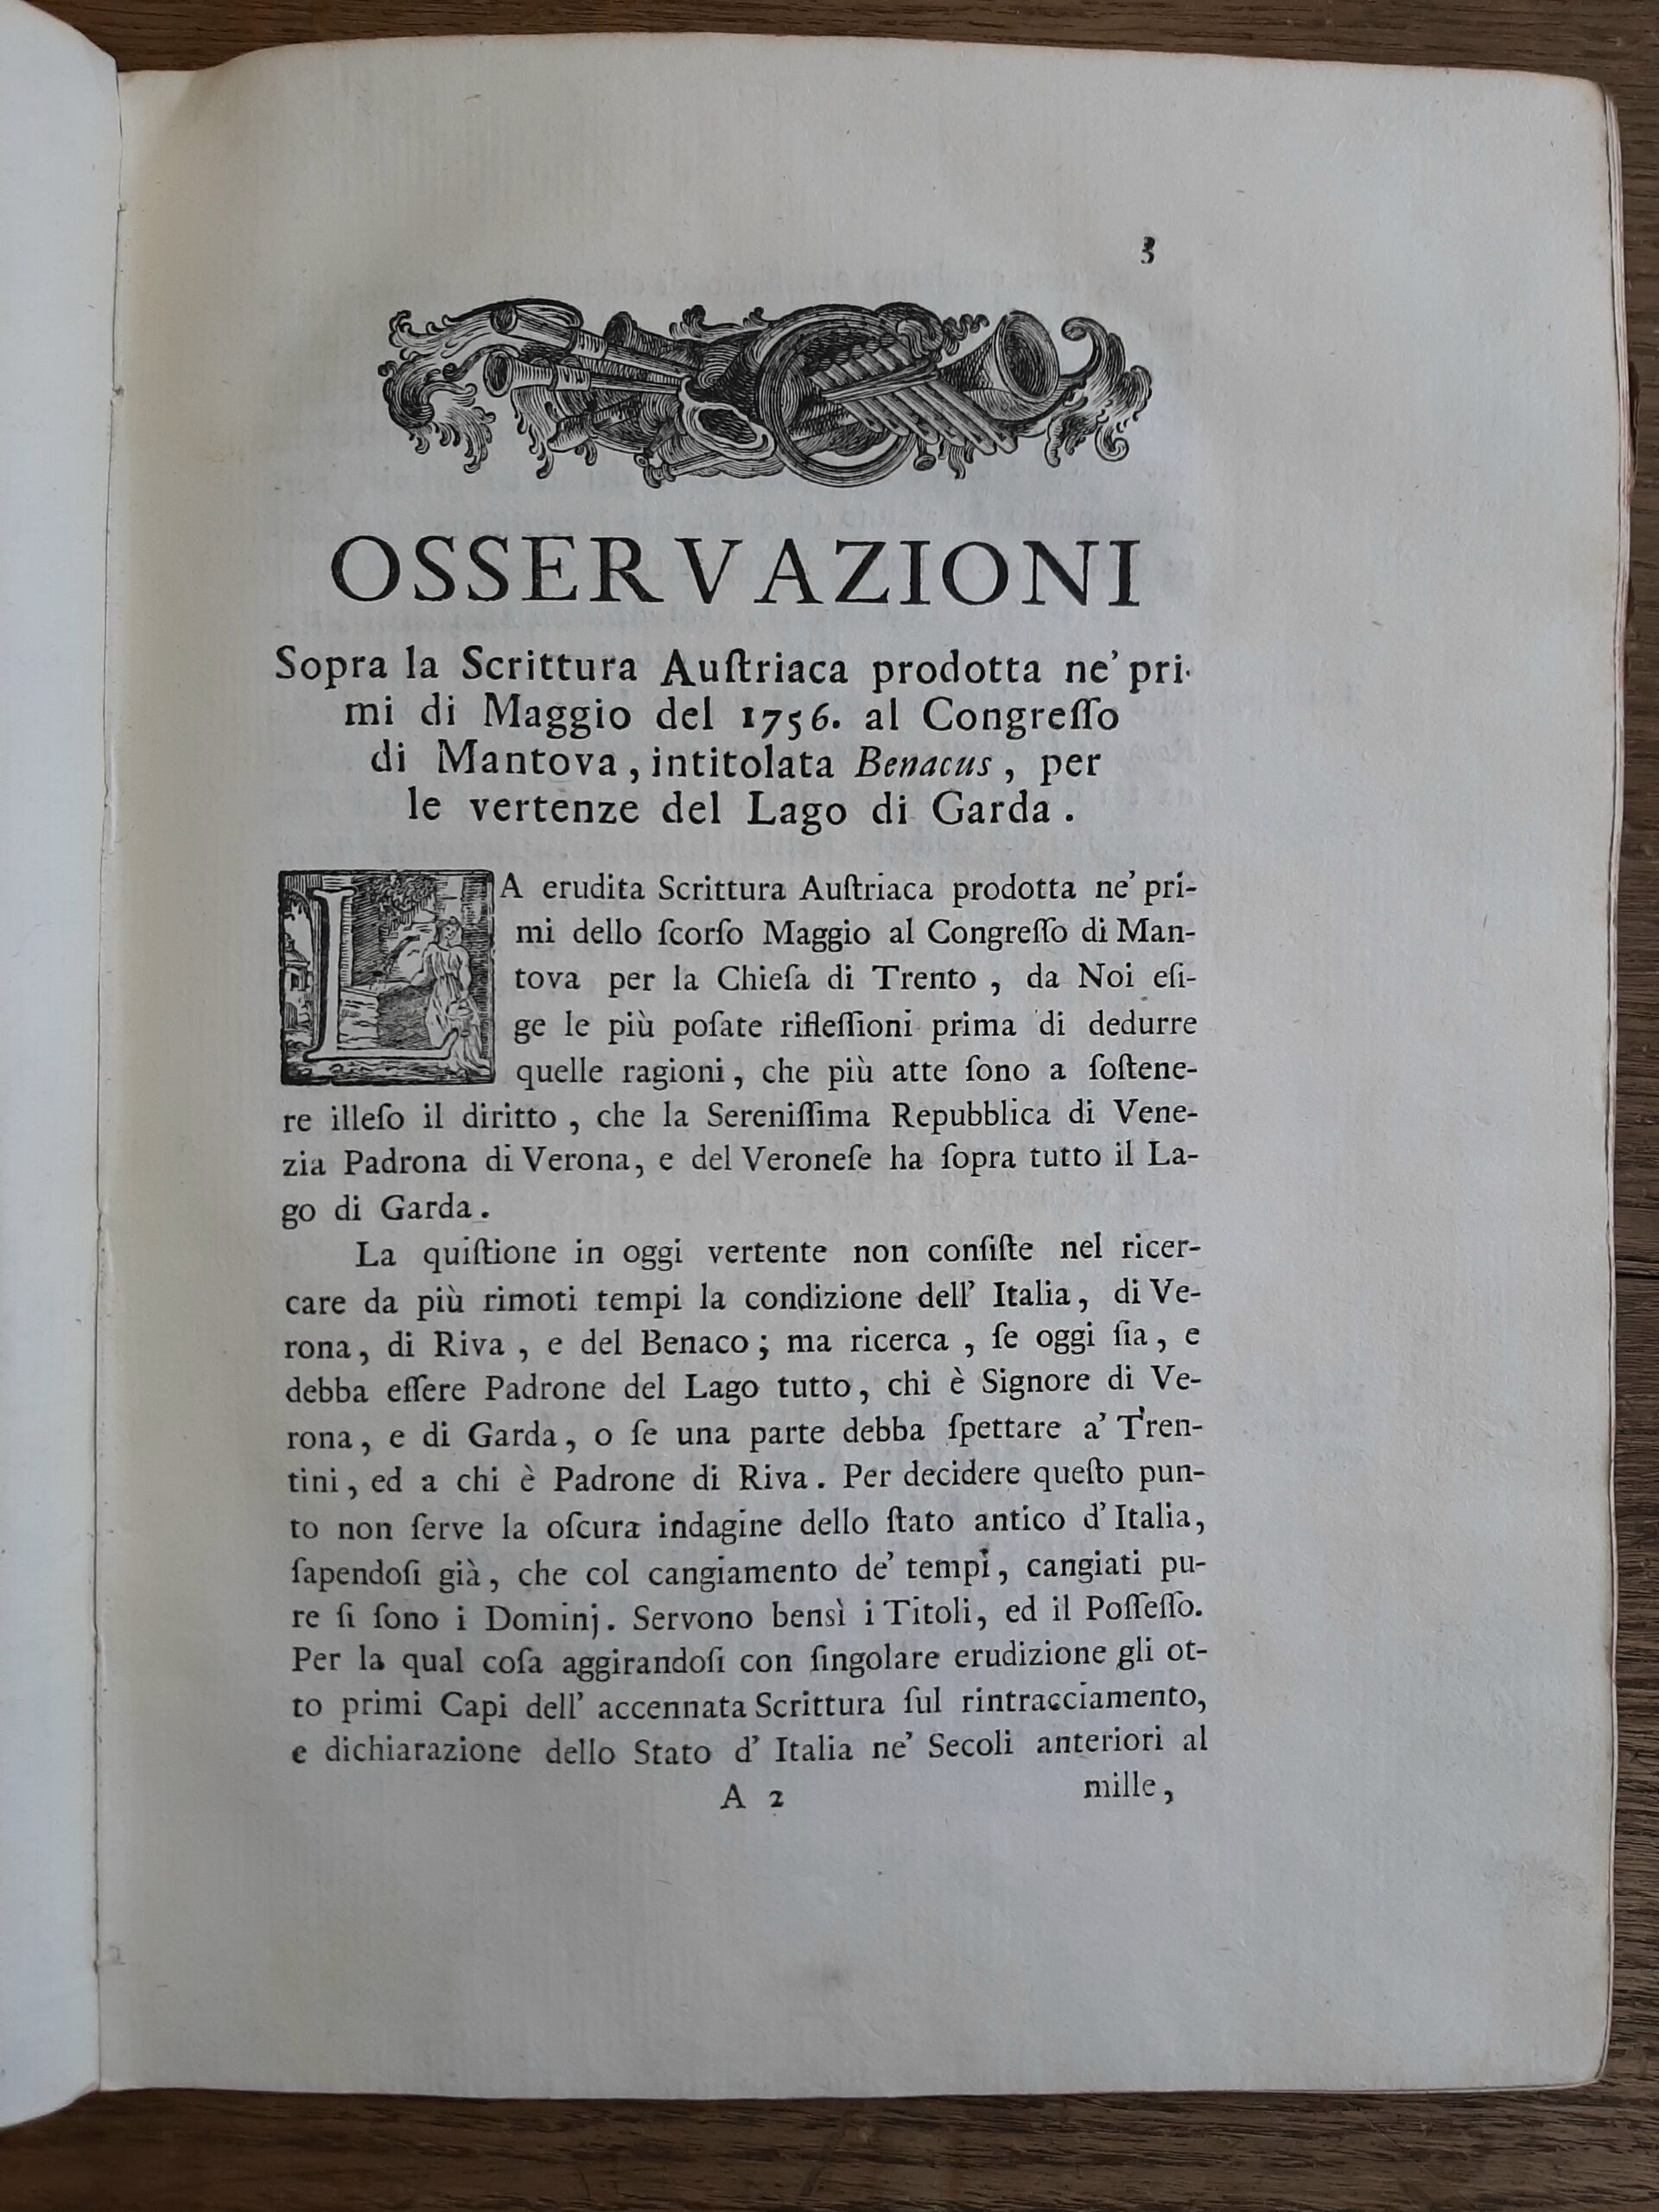 3
OSSERVAZIONI
Sopra la Scrittura Auſtriaca prodotta ne' pri-
mi di Maggio del 1756. al Congreſſo
di Mantova, intitolata Benacus, per
le vertenze del Lago di Garda.
LA erudita Scrittura Auſtriaca prodotta ne' pri-
mi dello ſcorſo Maggio al Congreſſo di Man-
tova per la Chieſa di Trento, da Noi eſi-
ge le più poſate rifleſſioni prima di dedurre
quelle ragioni, che più atte ſono a ſoſtene-
re illeſo il diritto, che la Sereniſſima Repubblica di Vene-
zia Padrona di Verona, e del Veroneſe ha ſopra tutto il La-
go di Garda.
La quiſtione in oggi vertente non conſiſte nel ricer-
care da più rimoti tempi la condizione dell' Italia, di Ve-
rona, di Riva, e del Benaco; ma ricerca, ſe oggi ſia, e
debba eſſere Padrone del Lago tutto, chi è Signore di Ve-
rona, e di Garda, o ſe una parte debba ſpettare a' Tren-
tini, ed a chi è Padrone di Riva. Per decidere queſto pun-
to non ſerve la oſcura indagine dello ſtato antico d' Italia,
ſapendoſi già, che col cangiamento de' tempi, cangiati pu-
re ſi ſono i Dominj. Servono bensì i Titoli, ed il Poſſeſſo.
Per la qual coſa aggirandoſi con ſingolare erudizione gli ot-
to primi Capi dell' accennata Scrittura ſul rintracciamento,
e dichiarazione dello Stato d' Italia ne' Secoli anteriori al
A 2 mille,